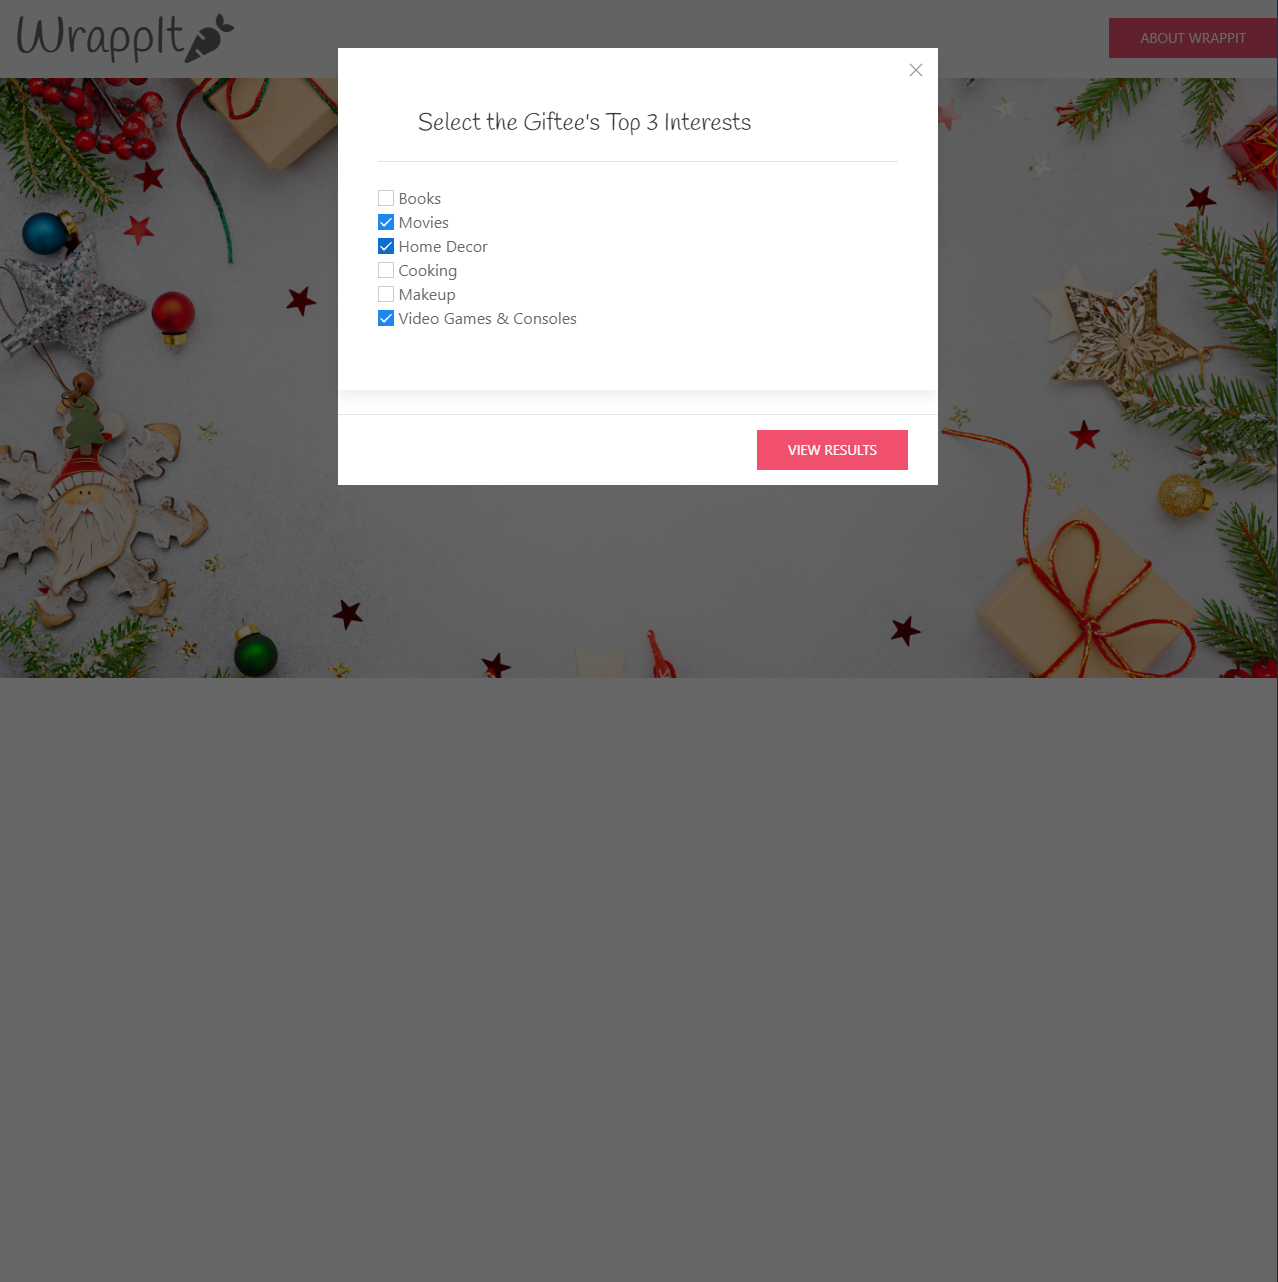 WrappIt
ABOUT WRAPPIT
Select the Giftee's Top 3 Interests
Books
Movies
Home Decor
Cooking
Makeup
Video Games & Consoles
VIEW RESULTS